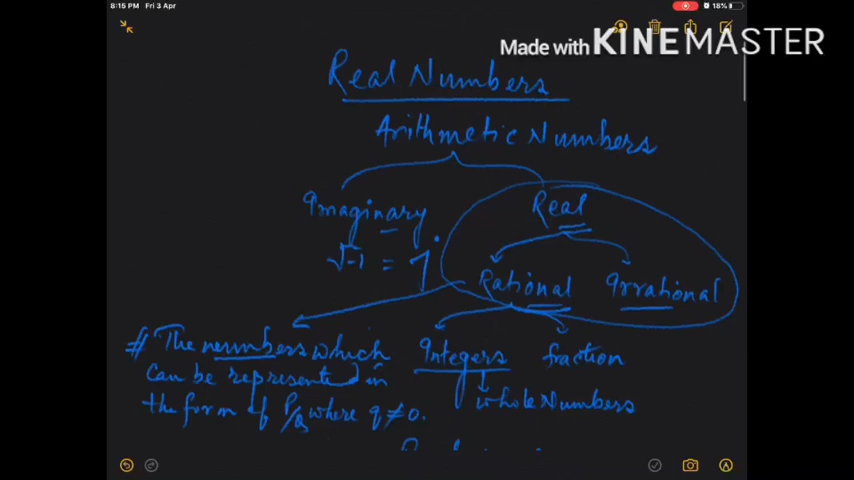 8:15 PM Fri 3 Apr
18%
Made with KINEMASTER
Real Numbers
Arithmetic Numbers
Imaginary
Real
√-1 = i
Rational
Irrational
# The numbers which
can be represented in
the form of P/q where q ≠ 0.
Integers
fraction
whole Numbers